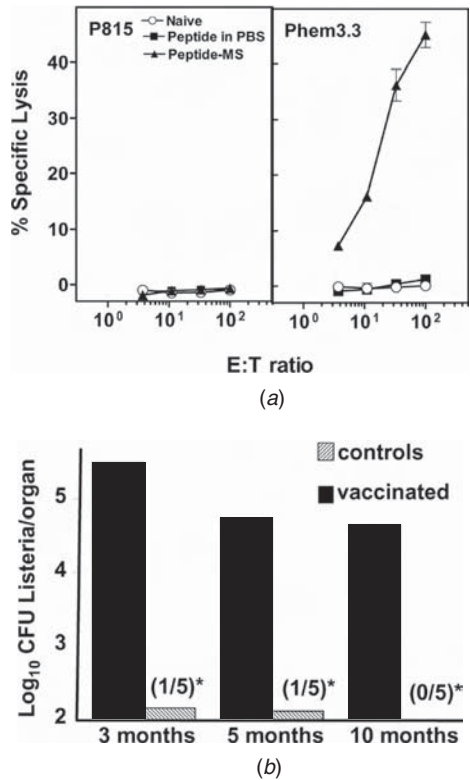 P815
Naive
Peptide in PBS
Peptide-MS
Phem3.3
% Specific Lysis
40
30
20
10
0
10⁰ 10¹ 10² 10⁰ 10¹ 10²
E:T ratio
(a)
controls
vaccinated
Log₁₀ CFU Listeria/organ
5
4
3
2
(1/5)* (1/5)* (0/5)*
3 months 5 months 10 months
(b)